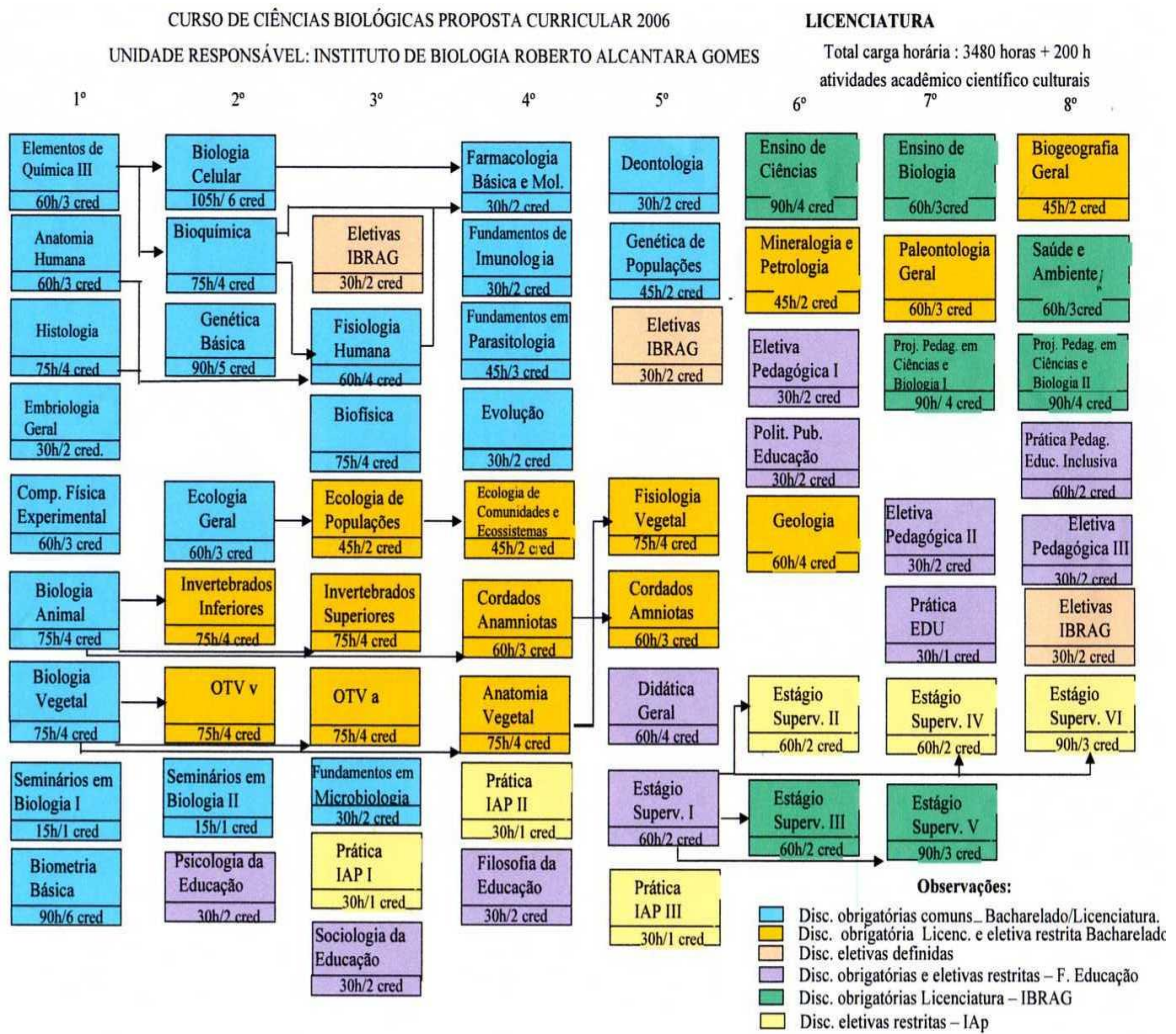 CURSO DE CIÊNCIAS BIOLÓGICAS PROPOSTA CURRICULAR 2006
LICENCIATURA
UNIDADE RESPONSÁVEL: INSTITUTO DE BIOLOGIA ROBERTO ALCANTARA GOMES
Total carga horária : 3480 horas + 200 h
atividades acadêmico científico culturais
1º
2º
3º
4º
5º
6º
7º
8º
Elementos de
Química III
60h/3 cred
Anatomia
Humana
60h/3 cred
Histologia
75h/4 cred
Embriologia
Geral
30h/2 cred.
Comp. Física
Experimental
60h/3 cred
Biologia
Animal
75h/4 cred
Biologia
Vegetal
75h/4 cred
Seminários em
Biologia I
15h/1 cred
Biometria
Básica
90h/6 cred
Biologia
Celular
105h/ 6 cred
Bioquímica
75h/4 cred
Genética
Básica
90h/5 cred
Ecologia
Geral
60h/3 cred
Invertebrados
Inferiores
75h/4 cred
OTV v
75h/4 cred
Seminários em
Biologia II
15h/1 cred
Psicologia da
Educação
30h/2 cred
Eletivas
IBRAG
30h/2 cred
Fisiologia
Humana
60h/4 cred
Biofísica
75h/4 cred
Ecologia de
Populações
45h/2 cred
Invertebrados
Superiores
75h/4 cred
OTV a
75h/4 cred
Fundamentos em
Microbiologia
30h/2 cred
Prática
IAP I
30h/1 cred
Sociologia da
Educação
30h/2 cred
Farmacologia
Básica e Mol.
30h/2 cred
Fundamentos de
Imunologia
30h/2 cred
Fundamentos em
Parasitologia
45h/3 cred
Evolução
30h/2 cred
Ecologia de
Comunidades e
Ecossistemas
45h/2 cred
Cordados
Anamniotas
60h/3 cred
Anatomia
Vegetal
75h/4 cred
Prática
IAP II
30h/1 cred
Filosofia da
Educação
30h/2 cred
Deontologia
30h/2 cred
Genética de
Populações
45h/2 cred
Eletivas
IBRAG
30h/2 cred
Fisiologia
Vegetal
75h/4 cred
Cordados
Amniotas
60h/3 cred
Didática
Geral
60h/4 cred
Estágio
Superv. I
60h/2 cred
Prática
IAP III
30h/1 cred
Ensino de
Ciências
90h/4 cred
Mineralogia e
Petrologia
45h/2 cred
Eletiva
Pedagógica I
30h/2 cred
Polit. Pub.
Educação
30h/2 cred
Geologia
60h/4 cred
Estágio
Superv. II
60h/2 cred
Estágio
Superv. III
60h/2 cred
Ensino de
Biologia
60h/3cred
Paleontologia
Geral
60h/3 cred
Proj. Pedag. em
Ciências e
Biologia I
90h/ 4 cred
Eletiva
Pedagógica II
30h/2 cred
Prática
EDU
30h/1 cred
Estágio
Superv. IV
60h/2 cred
Estágio
Superv. V
90h/3 cred
Biogeografia
Geral
45h/2 cred
Saúde e
Ambiente
60h/3cred
Proj. Pedag. em
Ciências e
Biologia II
90h/4 cred
Prática Pedag.
Educ. Inclusiva
60h/2 cred
Eletiva
Pedagógica III
30h/2 cred
Eletivas
IBRAG
30h/2 cred
Estágio
Superv. VI
90h/3 cred
Observações:
Disc. obrigatórias comuns_ Bacharelado/Licenciatura.
Disc. obrigatória Licenc. e eletiva restrita Bacharelado
Disc. eletivas definidas
Disc. obrigatórias e eletivas restritas – F. Educação
Disc. obrigatórias Licenciatura – IBRAG
Disc. eletivas restritas – IAp